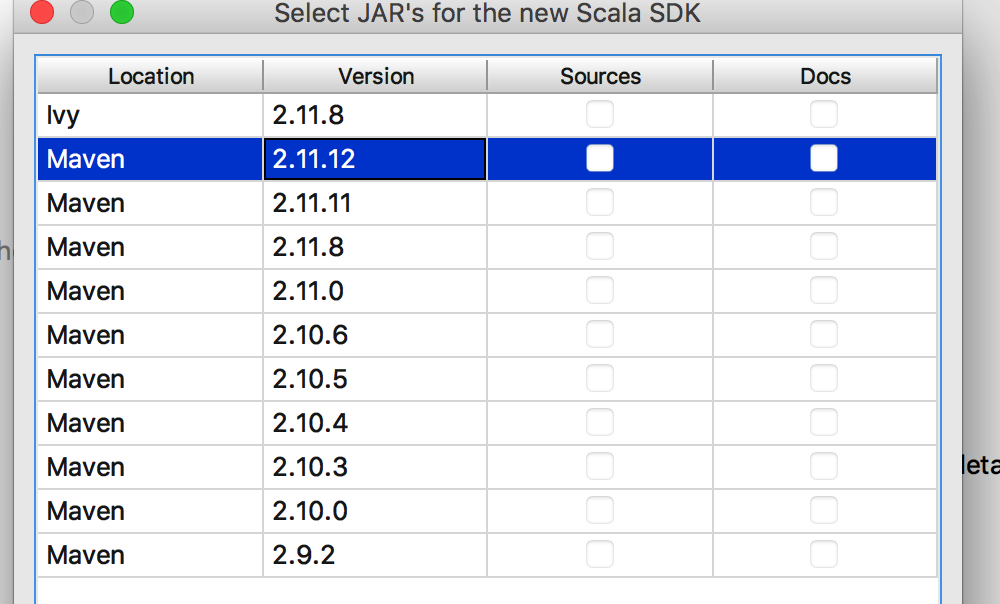 Select JAR's for the new Scala SDK
Location Version Sources Docs
Ivy 2.11.8
Maven 2.11.12
Maven 2.11.11
Maven 2.11.8
Maven 2.11.0
Maven 2.10.6
Maven 2.10.5
Maven 2.10.4
Maven 2.10.3
Maven 2.10.0
Maven 2.9.2